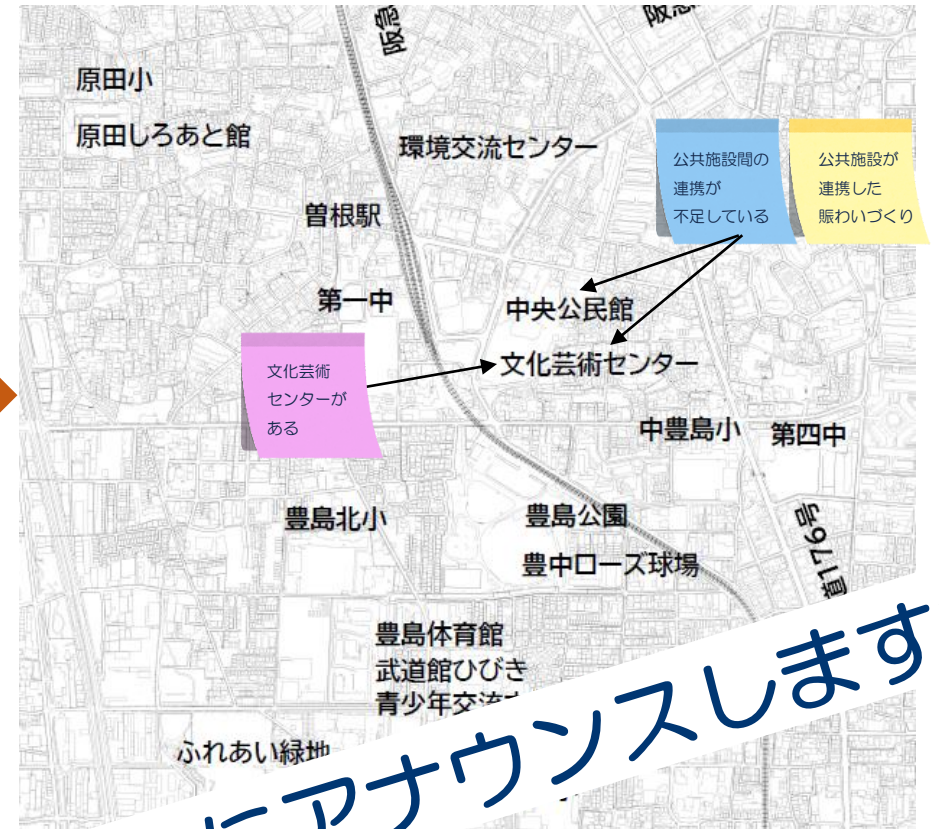 阪急
阪急
原田小
原田しろあと館
環境交流センター
公共施設間の
連携が
不足している
公共施設が
連携した
賑わいづくり
曽根駅
第一中
中央公民館
文化芸術センター
文化芸術
センターが
ある
中豊島小
第四中
豊島北小
豊島公園
豊中ローズ球場
道176号
豊島体育館
武道館ひびき
青少年交流
ふれあい緑地
にアナウンスします